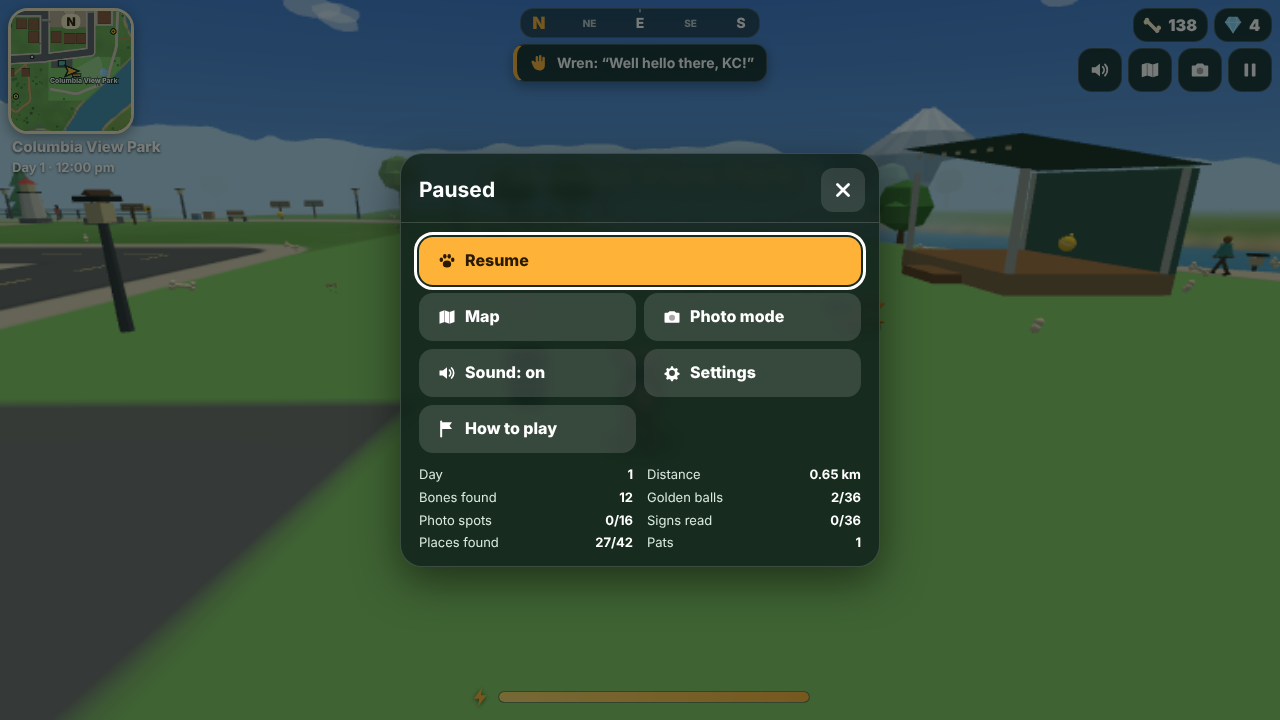 N
Columbia View Park
Columbia View Park
Day 1 · 12:00 pm
N NE E SE S
Wren: “Well hello there, KC!”
138
4
Paused
Resume
Map
Photo mode
Sound: on
Settings
How to play
Day 1
Distance 0.65 km
Bones found 12
Golden balls 2/36
Photo spots 0/16
Signs read 0/36
Places found 27/42
Pats 1